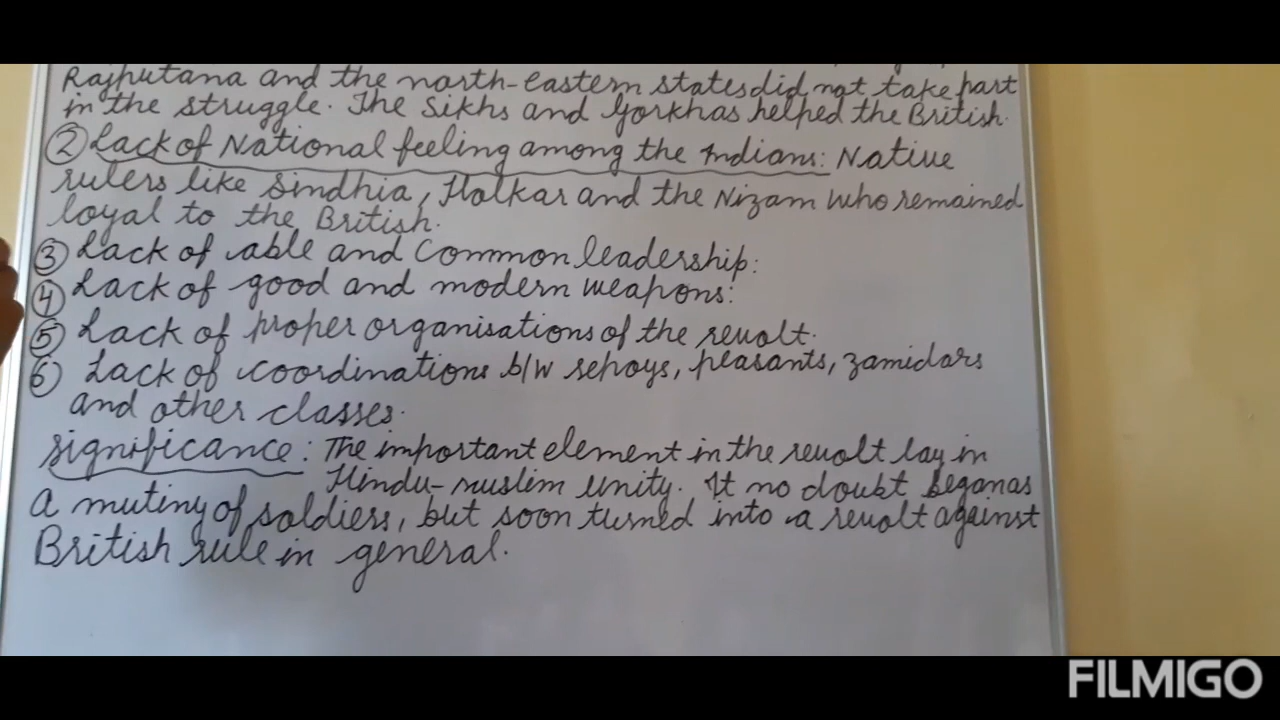 Rajputana and the north-eastern states did not take part
in the struggle. The Sikhs and Gorkhas helped the British.
② Lack of National feeling among the Indians: Native
rulers like Sindhia, Holkar and the Nizam who remained
loyal to the British.
③ Lack of able and Common leadership:
④ Lack of good and modern weapons:
⑤ Lack of proper organisations of the revolt.
⑥ Lack of coordinations b/w sepoys, peasants, zamidars
and other classes.
Significance: The important element in the revolt lay in
Hindu-muslim unity. It no doubt began as
a mutiny of soldiers, but soon turned into a revolt against
British rule in general.
FILMIGO